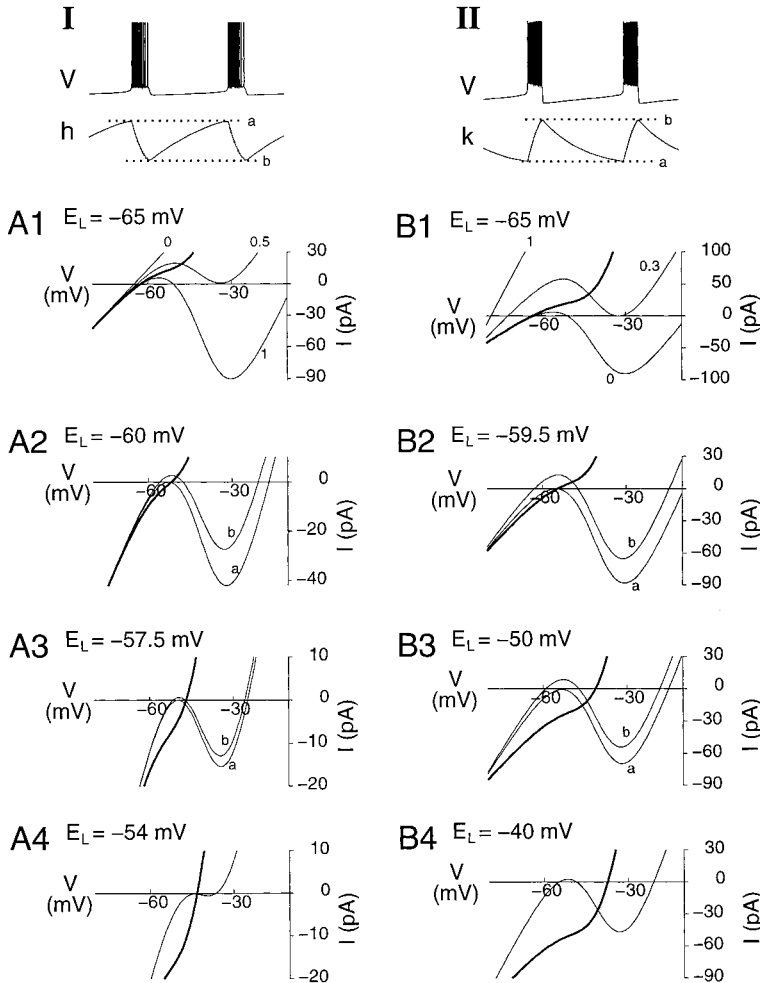 I
II
V
V
h
a
b
k
b
a
A1 E_L = −65 mV
0
0.5
30
0
−30
−60
−90
V
(mV)
−60
−30
1
I (pA)
B1 E_L = −65 mV
1
0.3
100
50
0
−50
−100
V
(mV)
−60
−30
0
I (pA)
A2 E_L = −60 mV
V
(mV)
−60
−30
0
−20
−40
b
a
I (pA)
B2 E_L = −59.5 mV
V
(mV)
−60
−30
30
0
−30
−60
−90
b
a
I (pA)
A3 E_L = −57.5 mV
V
(mV)
−60
−30
10
0
−10
−20
b
a
I (pA)
B3 E_L = −50 mV
V
(mV)
−60
−30
30
0
−30
−60
−90
b
a
I (pA)
A4 E_L = −54 mV
V
(mV)
−60
−30
10
0
−10
−20
I (pA)
B4 E_L = −40 mV
V
(mV)
−60
−30
30
0
−30
−60
−90
I (pA)